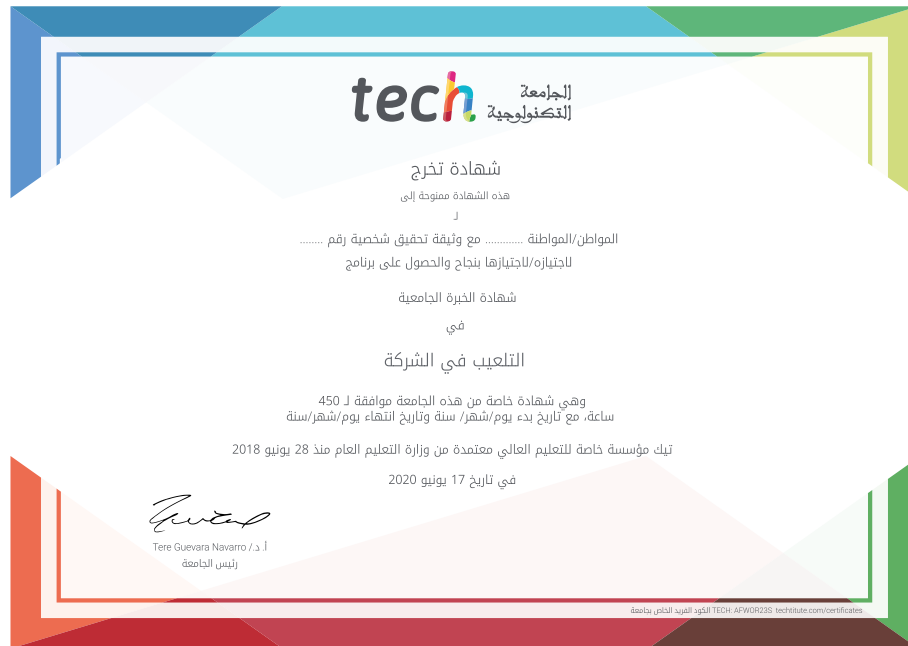 tech الجامعة
التكنولوجية
شهادة تخرج
هذه الشهادة ممنوحة إلى
لـ
المواطن/المواطنة ............ مع وثيقة تحقيق شخصية رقم ........
لاجتيازه/لاجتيازها بنجاح والحصول على برنامج
شهادة الخبرة الجامعية
في
التلعيب في الشركة
وهي شهادة خاصة من هذه الجامعة موافقة لـ 450
ساعة، مع تاريخ بدء يوم/شهر/ سنة وتاريخ انتهاء يوم/شهر/سنة
تيك مؤسسة خاصة للتعليم العالي معتمدة من وزارة التعليم العام منذ 28 يونيو 2018
في تاريخ 17 يونيو 2020
أ. د./ Tere Guevara Navarro
رئيس الجامعة
الكود الفريد الخاص بجامعة TECH: AFWOR23S techtitute.com/certificates